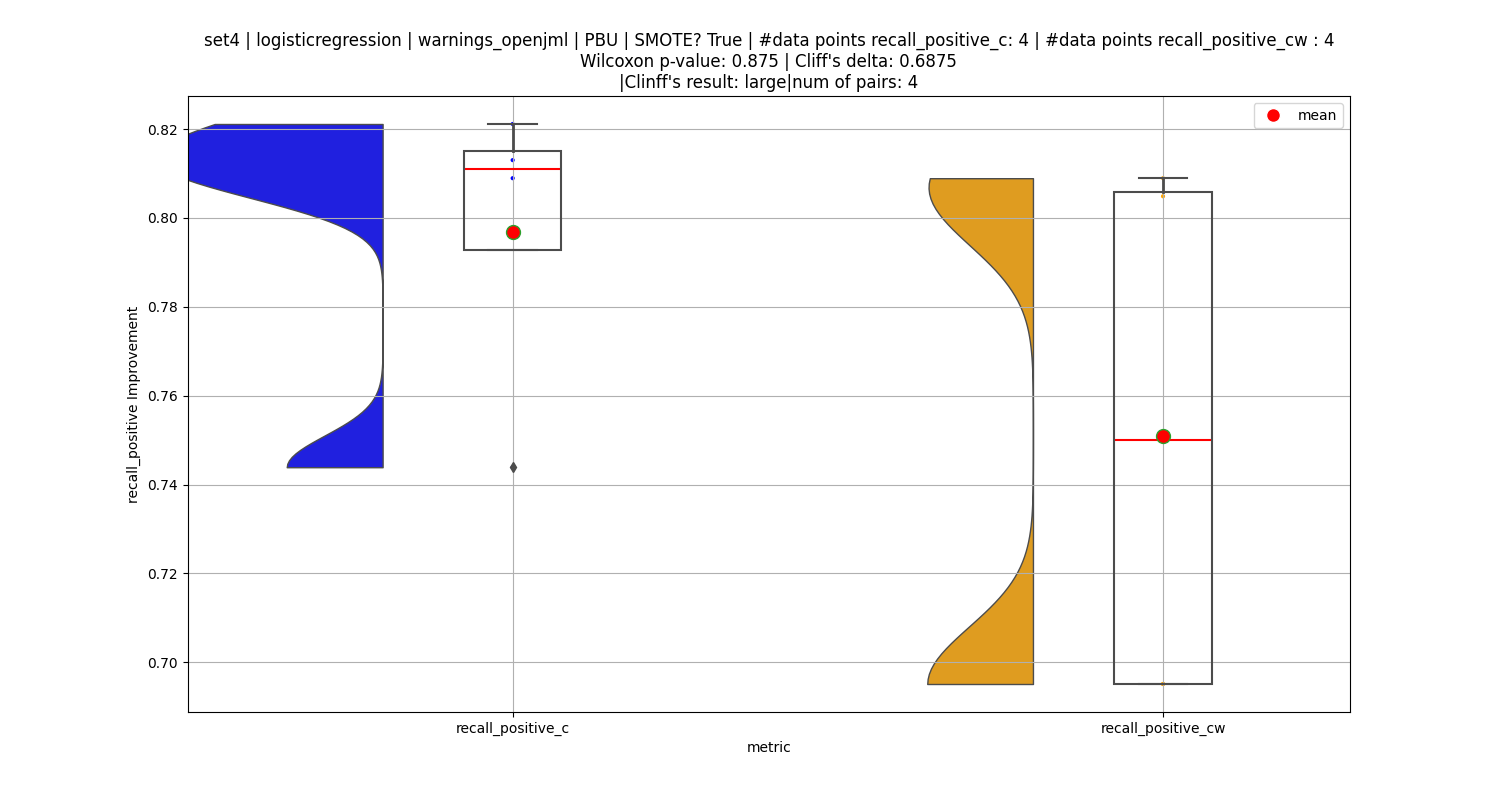 set4 | logisticregression | warnings_openjml | PBU | SMOTE? True | #data points recall_positive_c: 4 | #data points recall_positive_cw : 4
Wilcoxon p-value: 0.875 | Cliff's delta: 0.6875
|Clinff's result: large|num of pairs: 4
mean
0.82
0.80
0.78
0.76
0.74
0.72
0.70
recall_positive Improvement
recall_positive_c
recall_positive_cw
metric